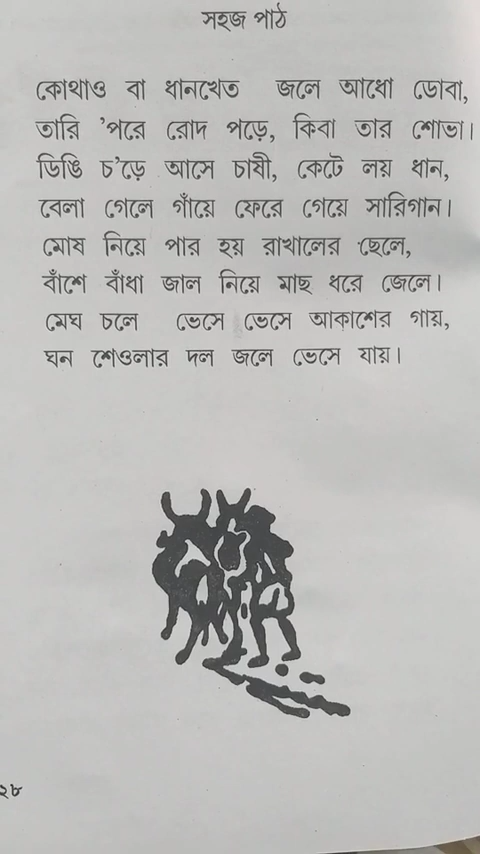 সহজ পাঠ
কোথাও বা ধানখেত জলে আধো ডোবা,
তারি ’পরে রোদ পড়ে, কিবা তার শোভা।
ডিঙি চ’ড়ে আসে চাষী, কেটে লয় ধান,
বেলা গেলে গাঁয়ে ফেরে গেয়ে সারিগান।
মোষ নিয়ে পার হয় রাখালের ছেলে,
বাঁশে বাঁধা জাল নিয়ে মাছ ধরে জেলে।
মেঘ চলে ভেসে ভেসে আকাশের গায়,
ঘন শেওলার দল জলে ভেসে যায়।
২৮